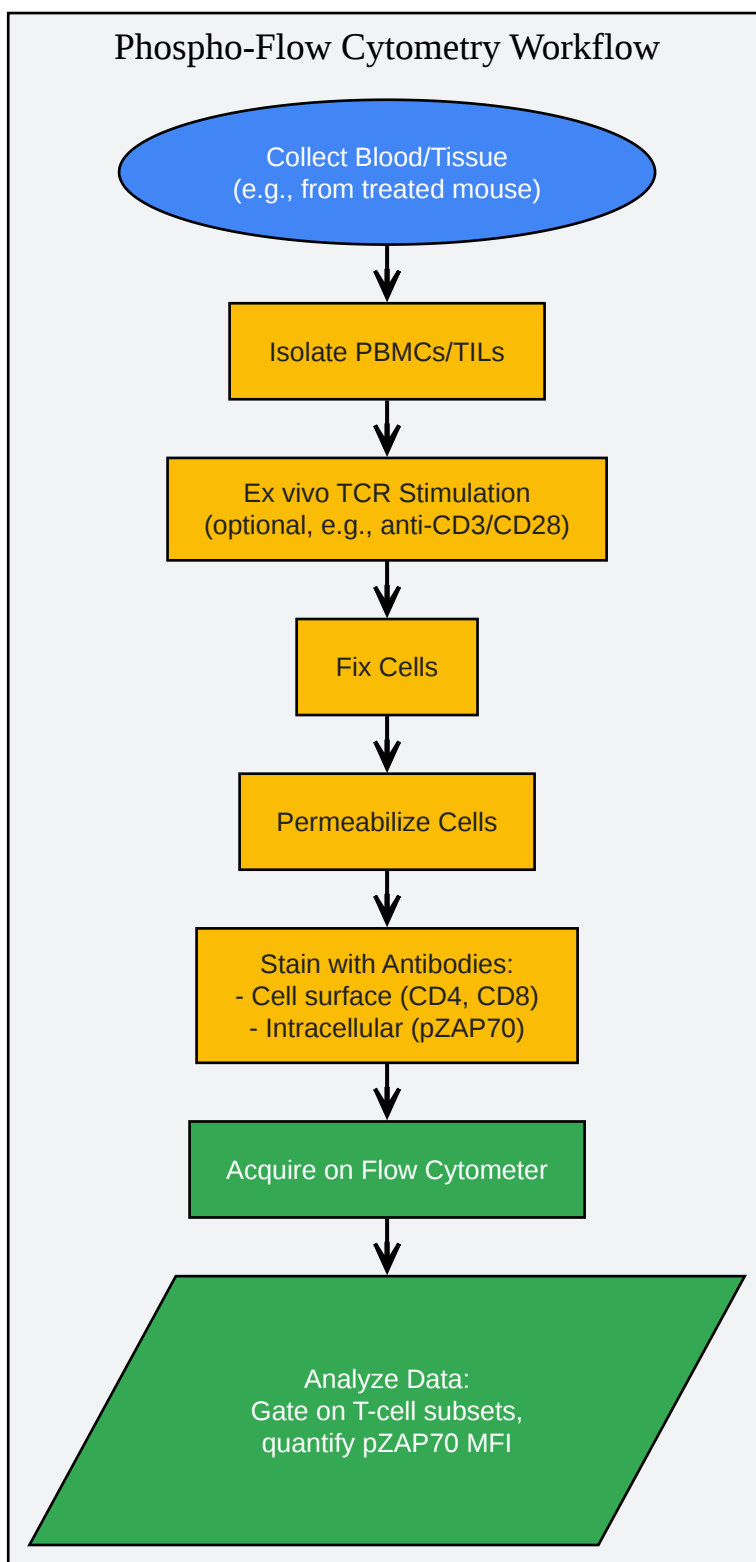 Phospho-Flow Cytometry Workflow
Collect Blood/Tissue
(e.g., from treated mouse)
Isolate PBMCs/TILs
Ex vivo TCR Stimulation
(optional, e.g., anti-CD3/CD28)
Fix Cells
Permeabilize Cells
Stain with Antibodies:
- Cell surface (CD4, CD8)
- Intracellular (pZAP70)
Acquire on Flow Cytometer
Analyze Data:
Gate on T-cell subsets,
quantify pZAP70 MFI